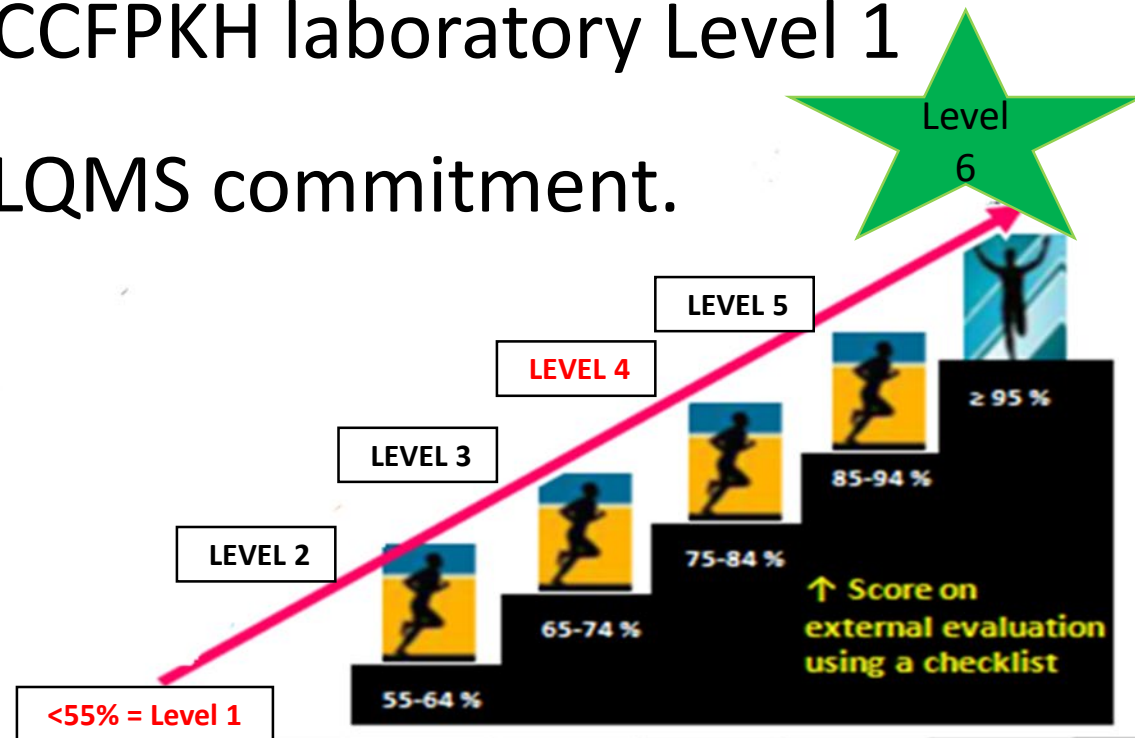 CCFPKH laboratory Level 1
LQMS commitment.
Level
6
LEVEL 5
LEVEL 4
LEVEL 3
LEVEL 2
<55% = Level 1
≥ 95 %
85-94 %
75-84 %
65-74 %
55-64 %
↑ Score on
external evaluation
using a checklist